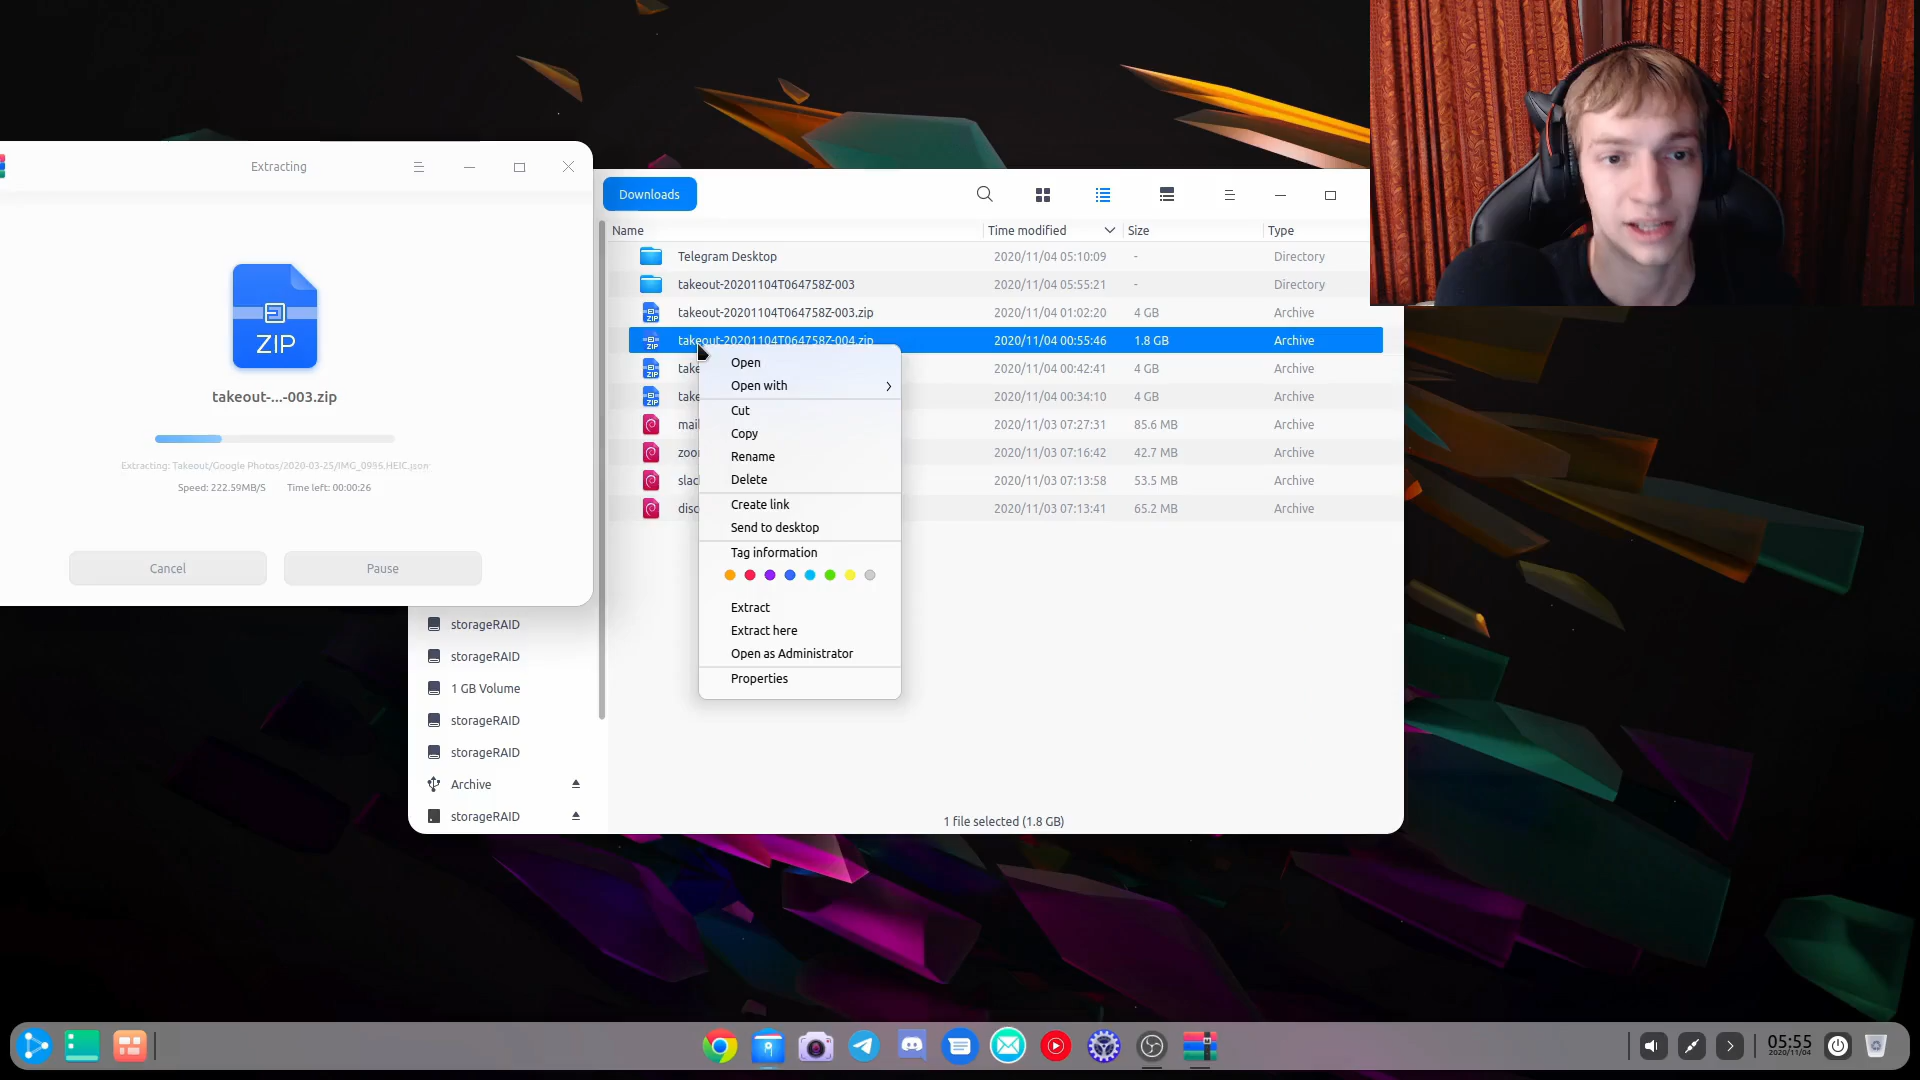 Extracting
ZIP
takeout-...-003.zip
Extracting: Takeout/Google Photos/2020-03-25/IMG_0996.HEIC.json
Speed: 222.59MB/S Time left: 00:00:26
Cancel Pause
Downloads
Name Time modified Size Type
Telegram Desktop 2020/11/04 05:10:09 - Directory
takeout-20201104T064758Z-003 2020/11/04 05:55:21 - Directory
takeout-20201104T064758Z-003.zip 2020/11/04 01:02:20 4 GB Archive
takeout-20201104T064758Z-004.zip 2020/11/04 00:55:46 1.8 GB Archive
take 2020/11/04 00:42:41 4 GB Archive
take 2020/11/04 00:34:10 4 GB Archive
mail 2020/11/03 07:27:31 85.6 MB Archive
zoo 2020/11/03 07:16:42 42.7 MB Archive
slac 2020/11/03 07:13:58 53.5 MB Archive
disc 2020/11/03 07:13:41 65.2 MB Archive
Open
Open with
Cut
Copy
Rename
Delete
Create link
Send to desktop
Tag information
Extract
Extract here
Open as Administrator
Properties
storageRAID
storageRAID
1 GB Volume
storageRAID
storageRAID
Archive
storageRAID
1 file selected (1.8 GB)
05:55
2020/11/04